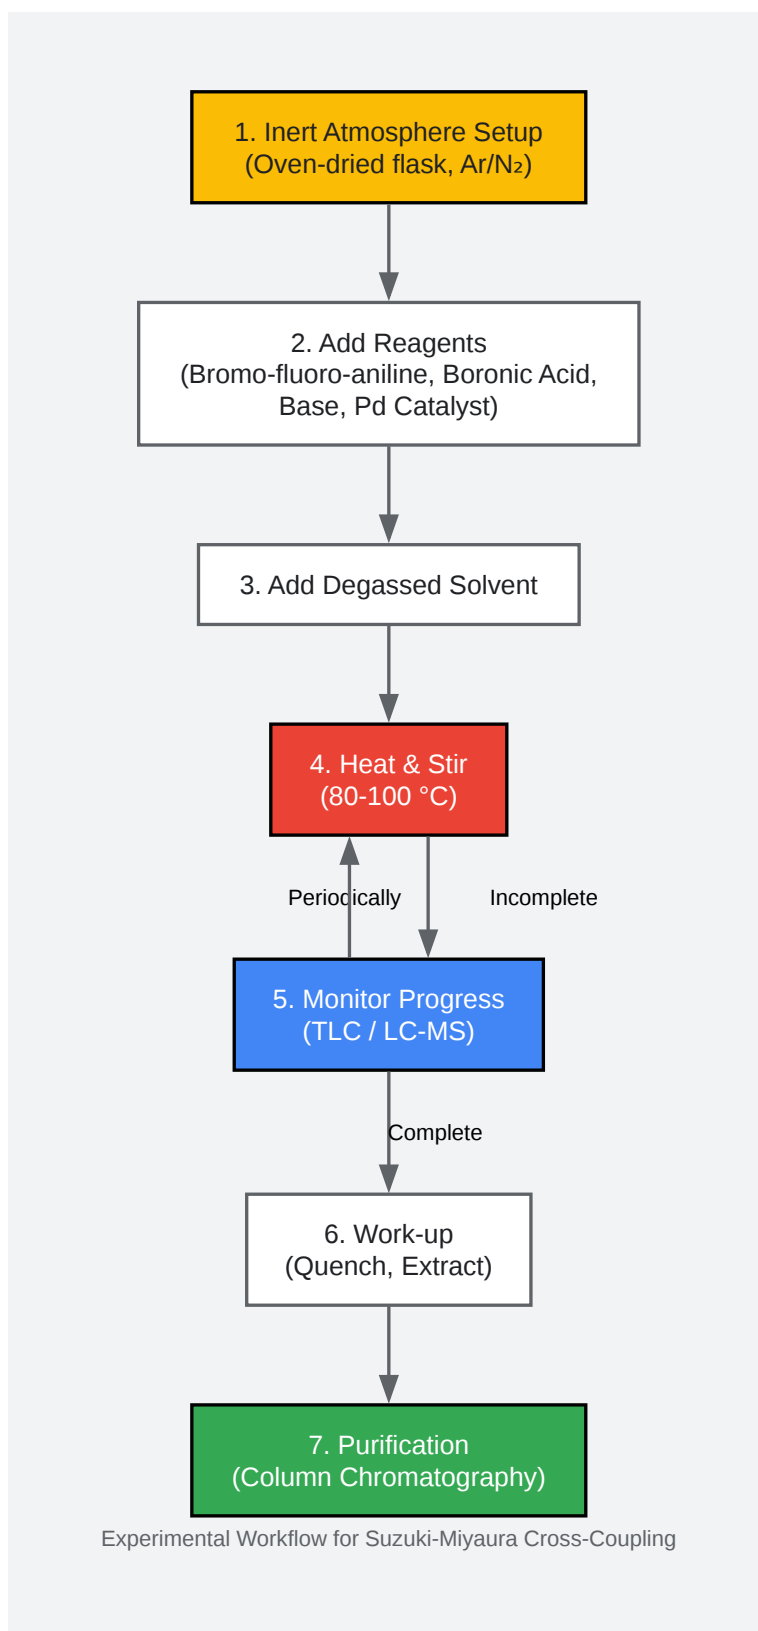 1. Inert Atmosphere Setup
(Oven-dried flask, Ar/N₂)
2. Add Reagents
(Bromo-fluoro-aniline, Boronic Acid,
Base, Pd Catalyst)
3. Add Degassed Solvent
4. Heat & Stir
(80-100 °C)
Periodically
Incomplete
5. Monitor Progress
(TLC / LC-MS)
Complete
6. Work-up
(Quench, Extract)
7. Purification
(Column Chromatography)
Experimental Workflow for Suzuki-Miyaura Cross-Coupling